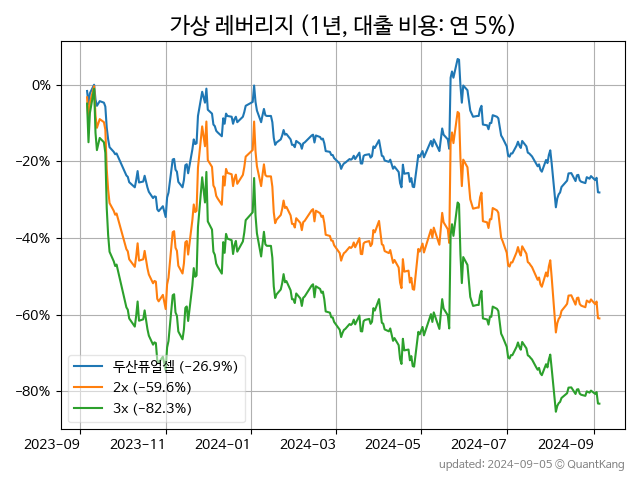 가상 레버리지 (1년, 대출 비용: 연 5%)
0%
−20%
−40%
−60%
−80%
두산퓨얼셀 (−26.9%)
2x (−59.6%)
3x (−82.3%)
2023-09 2023-11 2024-01 2024-03 2024-05 2024-07 2024-09
updated: 2024-09-05 © QuantKang